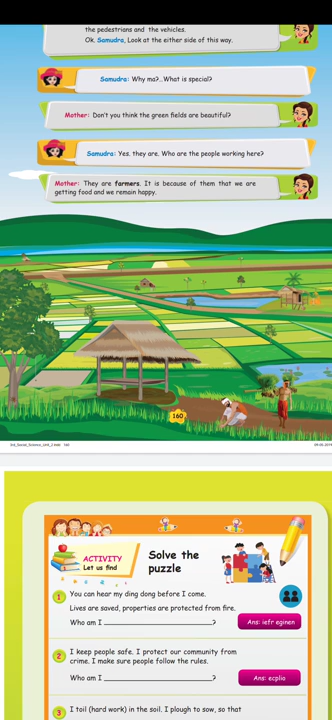 the pedestrians and the vehicles.
Ok. Samudra, Look at the either side of this way.
Samudra: Why ma?..What is special?
Mother: Don't you think the green fields are beautiful?
Samudra: Yes. they are. Who are the people working here?
Mother: They are farmers. It is because of them that we are
getting food and we remain happy.
160
3rd_Social_Science_Unit_2.indd 160
ACTIVITY
Let us find
Solve the
puzzle
1 You can hear my ding dong before I come.
Lives are saved, properties are protected from fire.
Who am I ?
Ans: iefr eginen
2 I keep people safe. I protect our community from
crime. I make sure people follow the rules.
Who am I ?
Ans: ecplio
3 I toil (hard work) in the soil. I plough to sow, so that